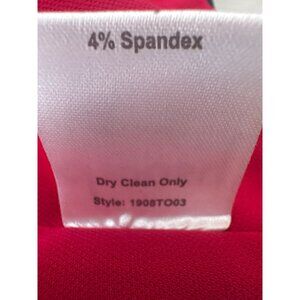 4% Spandex
Dry Clean Only
Style: 1908TO03